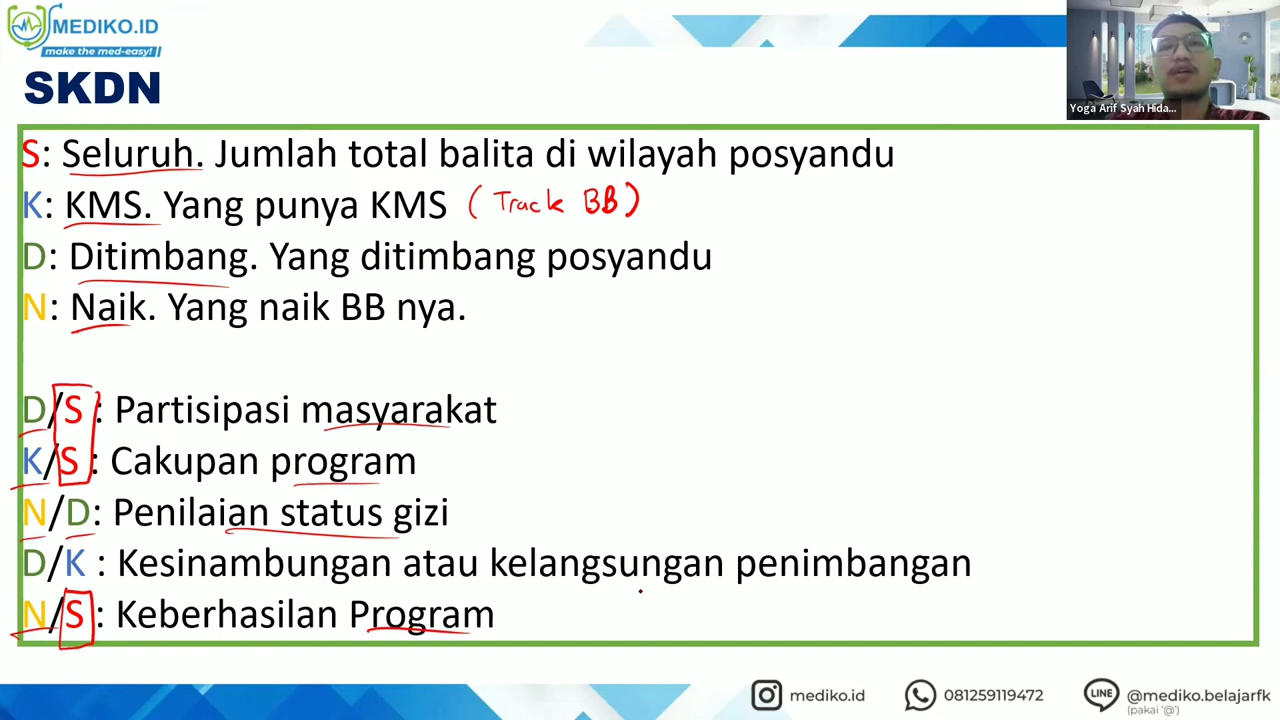 MEDIKO.ID
make the med-easy! |
SKDN
Yoga Arif Syah Hida...
S: Seluruh. Jumlah total balita di wilayah posyandu
K: KMS. Yang punya KMS (Track BB)
D: Ditimbang. Yang ditimbang posyandu
N: Naik. Yang naik BB nya.
D/S : Partisipasi masyarakat
K/S : Cakupan program
N/D: Penilaian status gizi
D/K : Kesinambungan atau kelangsungan penimbangan
N/S : Keberhasilan Program
mediko.id
081259119472
LINE
@mediko.belajarfk
(pakai '@')